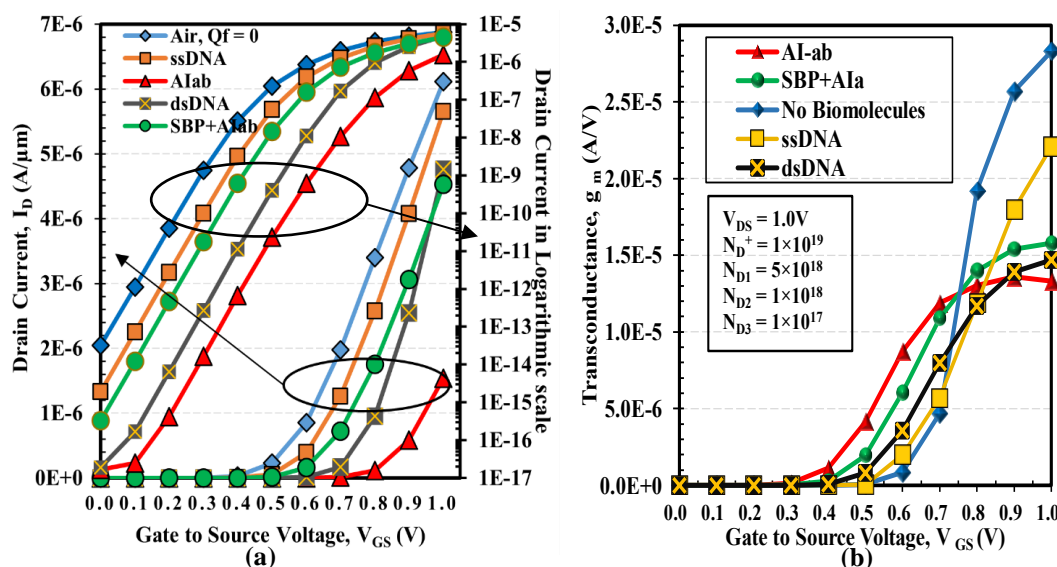 7E-6
6E-6
5E-6
4E-6
3E-6
2E-6
1E-6
0E+0
Drain Current, I_D (A/µm)
Air, Qf = 0
ssDNA
AIab
dsDNA
SBP+AIab
1E-5
1E-6
1E-7
1E-8
1E-9
1E-10
1E-11
1E-12
1E-13
1E-14
1E-15
1E-16
1E-17
Drain Current in Logarithmic scale
0.0 0.1 0.2 0.3 0.4 0.5 0.6 0.7 0.8 0.9 1.0
Gate to Source Voltage, V_GS (V)
(a)
3.0E-5
2.5E-5
2.0E-5
1.5E-5
1.0E-5
5.0E-6
0.0E+0
Transconductance, g_m (A/V)
AI-ab
SBP+AIa
No Biomolecules
ssDNA
dsDNA
V_DS = 1.0V
N_D^+ = 1×10^19
N_D1 = 5×10^18
N_D2 = 1×10^18
N_D3 = 1×10^17
0.0 0.1 0.2 0.3 0.4 0.5 0.6 0.7 0.8 0.9 1.0
Gate to Source Voltage, V_GS (V)
(b)